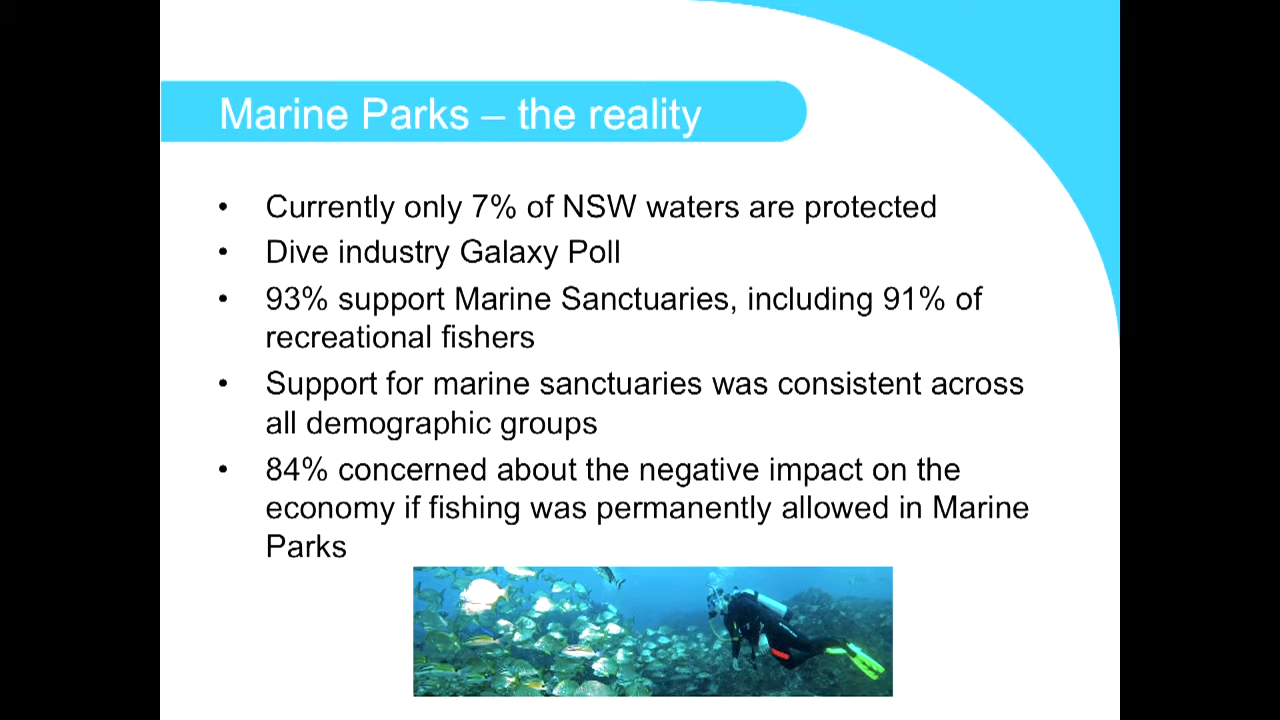 Marine Parks – the reality
• Currently only 7% of NSW waters are protected
• Dive industry Galaxy Poll
• 93% support Marine Sanctuaries, including 91% of
recreational fishers
• Support for marine sanctuaries was consistent across
all demographic groups
• 84% concerned about the negative impact on the
economy if fishing was permanently allowed in Marine
Parks